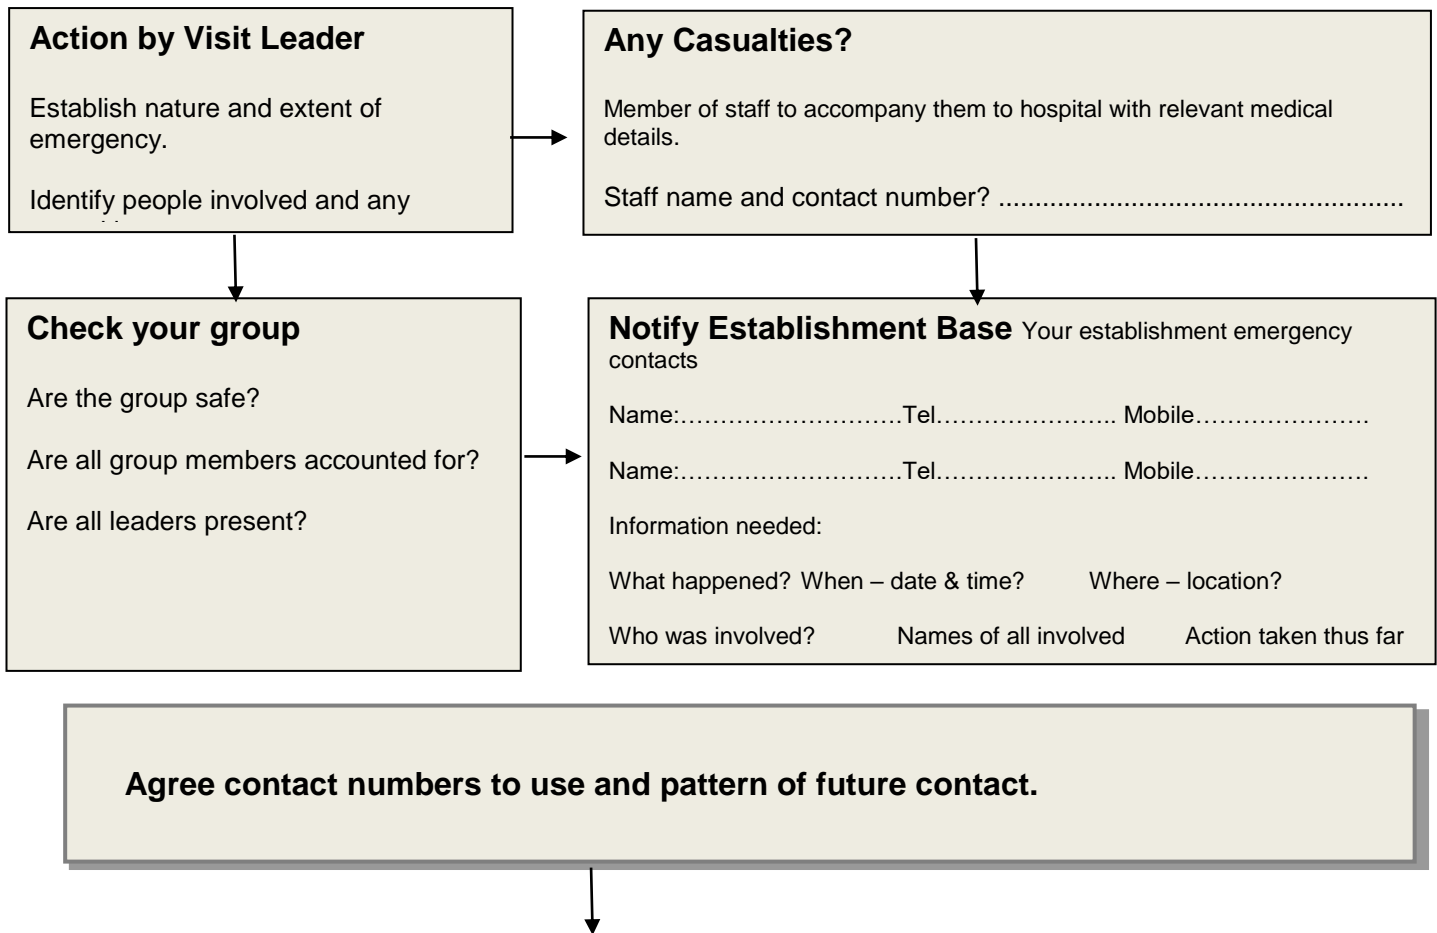 Action by Visit Leader
Establish nature and extent of
emergency.
Identify people involved and any
Any Casualties?
Member of staff to accompany them to hospital with relevant medical
details.
Staff name and contact number? ........................................................
Check your group
Are the group safe?
Are all group members accounted for?
Are all leaders present?
Notify Establishment Base Your establishment emergency
contacts
Name:……………………….Tel………………….. Mobile………………….
Name:……………………….Tel………………….. Mobile………………….
Information needed:
What happened? When – date & time? Where – location?
Who was involved? Names of all involved Action taken thus far
Agree contact numbers to use and pattern of future contact.